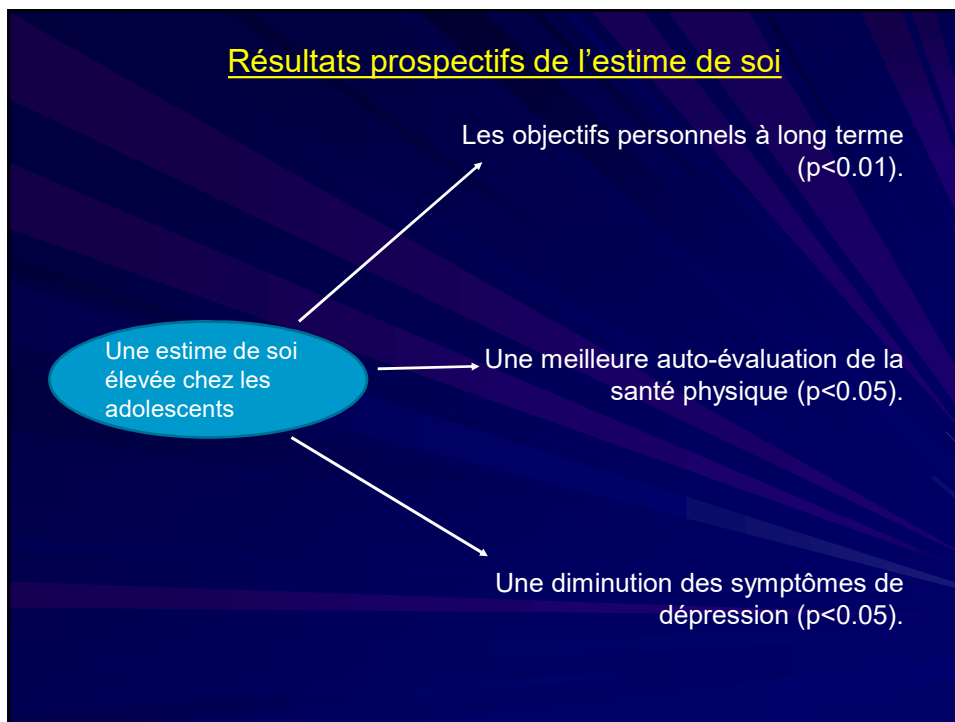 Résultats prospectifs de l’estime de soi
Les objectifs personnels à long terme
(p<0.01).
Une estime de soi
élevée chez les
adolescents
Une meilleure auto-évaluation de la
santé physique (p<0.05).
Une diminution des symptômes de
dépression (p<0.05).